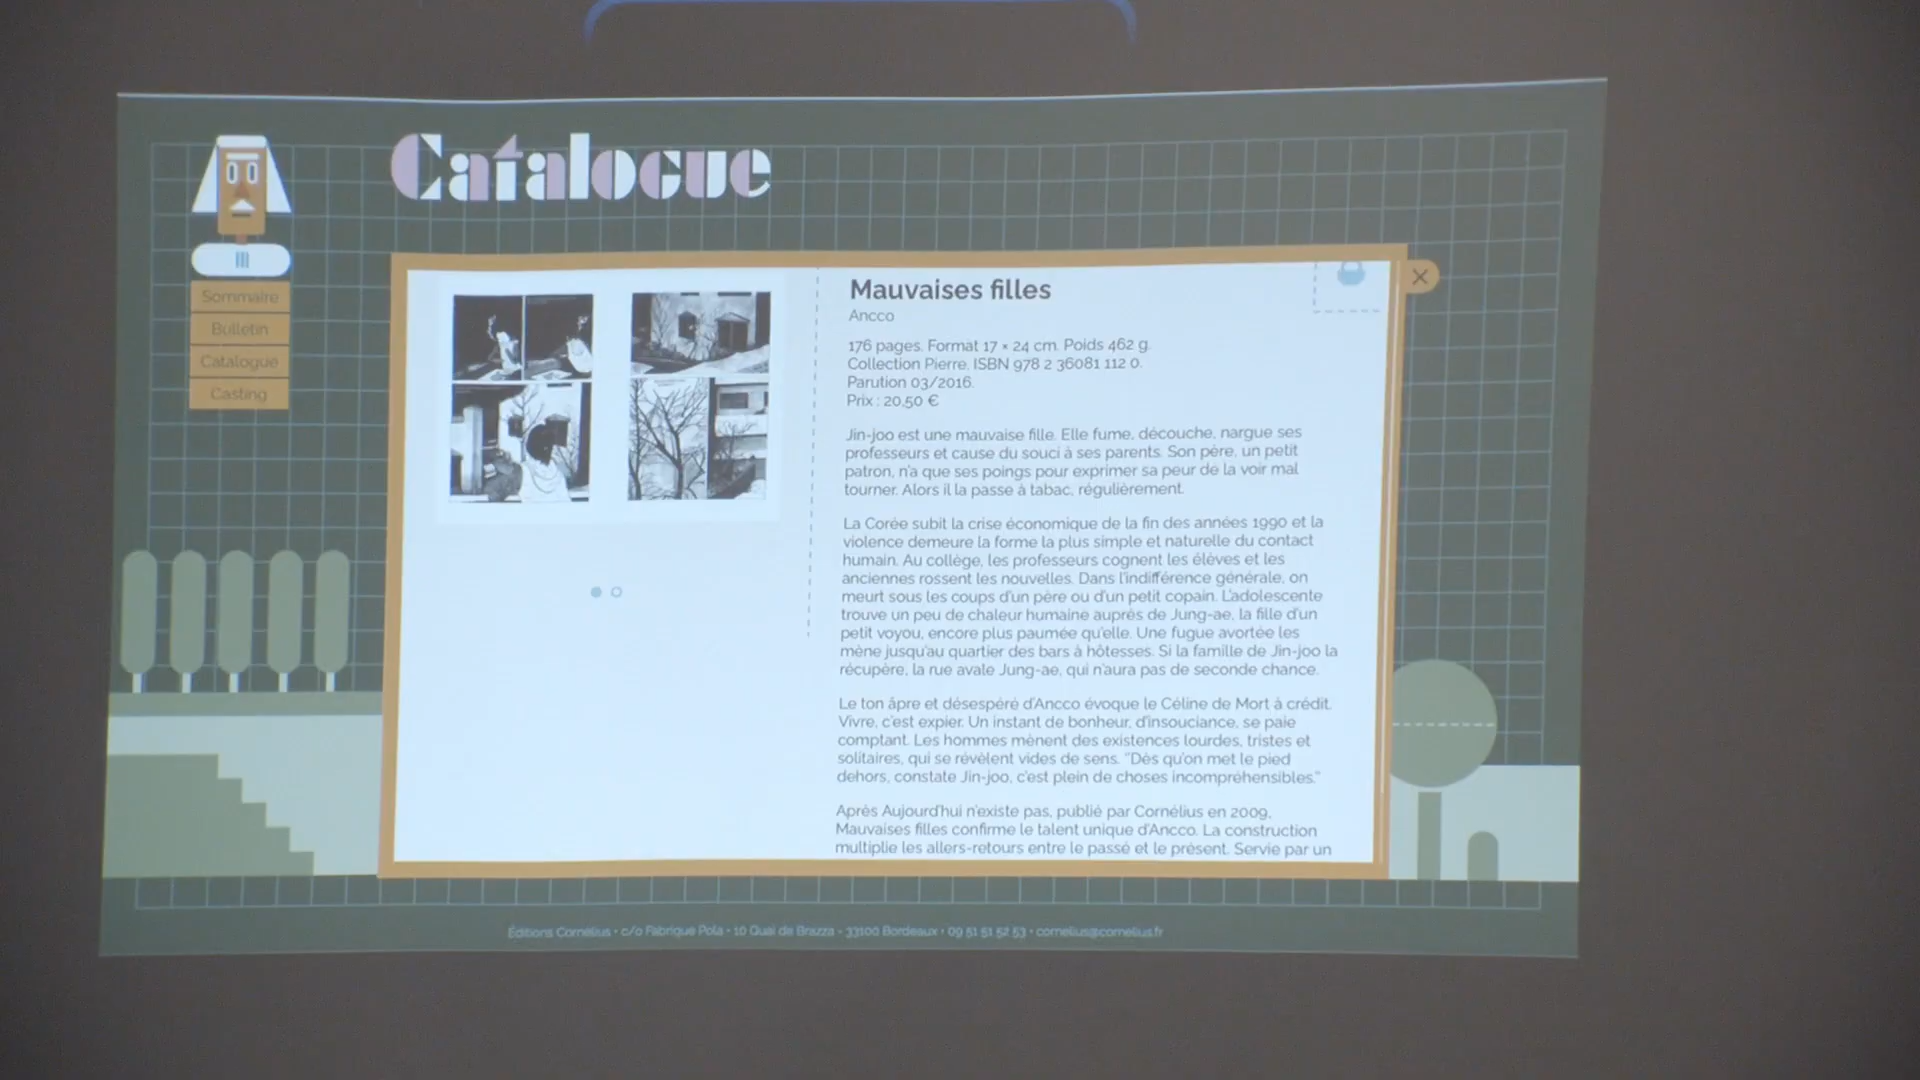 Catalogue
Sommaire
Bulletin
Catalogue
Casting
Mauvaises filles
Ancco
176 pages. Format 17 × 24 cm. Poids 462 g.
Collection Pierre. ISBN 978 2 36081 112 0.
Parution 03/2016.
Prix : 20,50 €
Jin-joo est une mauvaise fille. Elle fume, découche, nargue ses
professeurs et cause du souci à ses parents. Son père, un petit
patron, n'a que ses poings pour exprimer sa peur de la voir mal
tourner. Alors il la passe à tabac, régulièrement.
La Corée subit la crise économique de la fin des années 1990 et la
violence demeure la forme la plus simple et naturelle du contact
humain. Au collège, les professeurs cognent les élèves et les
anciennes rossent les nouvelles. Dans l'indifférence générale, on
meurt sous les coups d'un père ou d'un petit copain. L'adolescente
trouve un peu de chaleur humaine auprès de Jung-ae, la fille d'un
petit voyou, encore plus paumée qu'elle. Une fugue avortée les
mène jusqu'au quartier des bars à hôtesses. Si la famille de Jin-joo la
récupère, la rue avale Jung-ae, qui n'aura pas de seconde chance.
Le ton âpre et désespéré d'Ancco évoque le Céline de Mort à crédit.
Vivre, c'est expier. Un instant de bonheur, d'insouciance, se paie
comptant. Les hommes mènent des existences lourdes, tristes et
solitaires, qui se révèlent vides de sens. "Dès qu'on met le pied
dehors, constate Jin-joo, c'est plein de choses incompréhensibles."
Après Aujourd'hui n'existe pas, publié par Cornélius en 2009,
Mauvaises filles confirme le talent unique d'Ancco. La construction
multiplie les allers-retours entre le passé et le présent. Servie par un
Éditions Cornélius • c/o Fabrique Pola • 10 Quai de Brazza - 33100 Bordeaux • 09 51 51 52 53 • cornelius@cornelius.fr